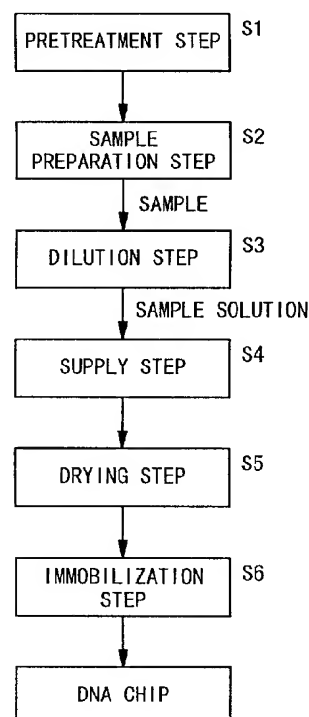 PRETREATMENT STEP S1
SAMPLE
PREPARATION STEP S2
SAMPLE
DILUTION STEP S3
SAMPLE SOLUTION
SUPPLY STEP S4
DRYING STEP S5
IMMOBILIZATION
STEP S6
DNA CHIP